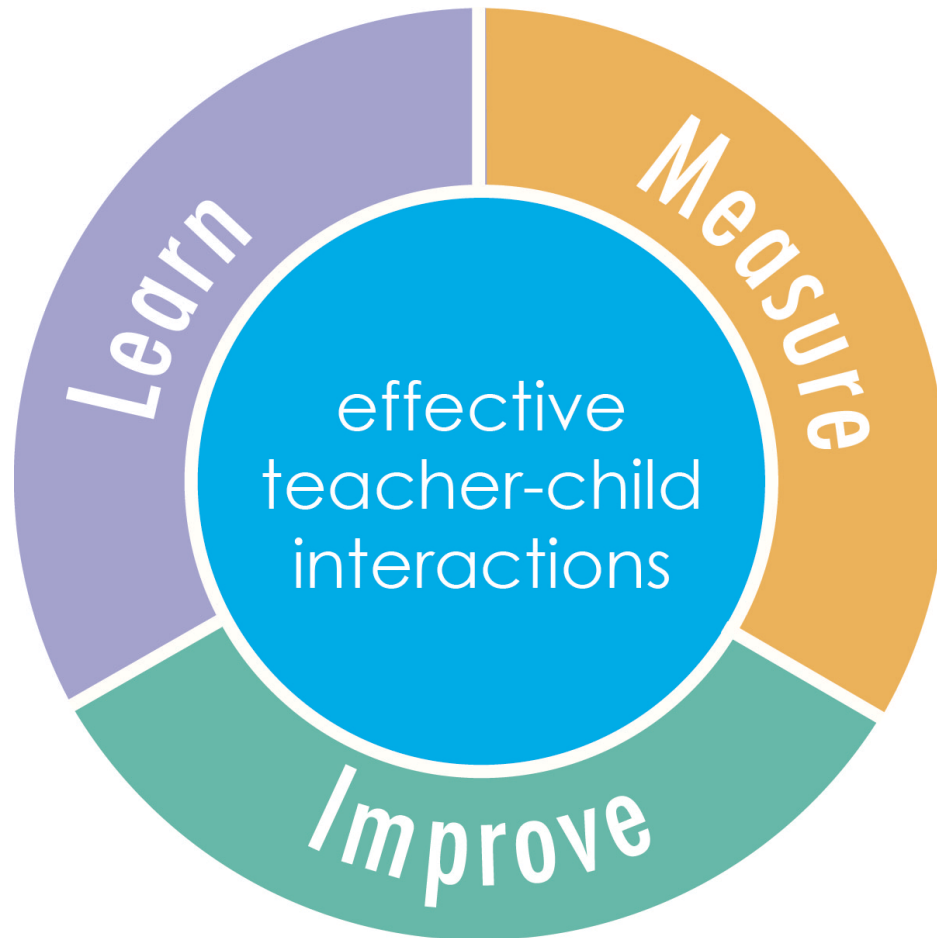 Learn
Measure
effective
teacher-child
interactions
Improve